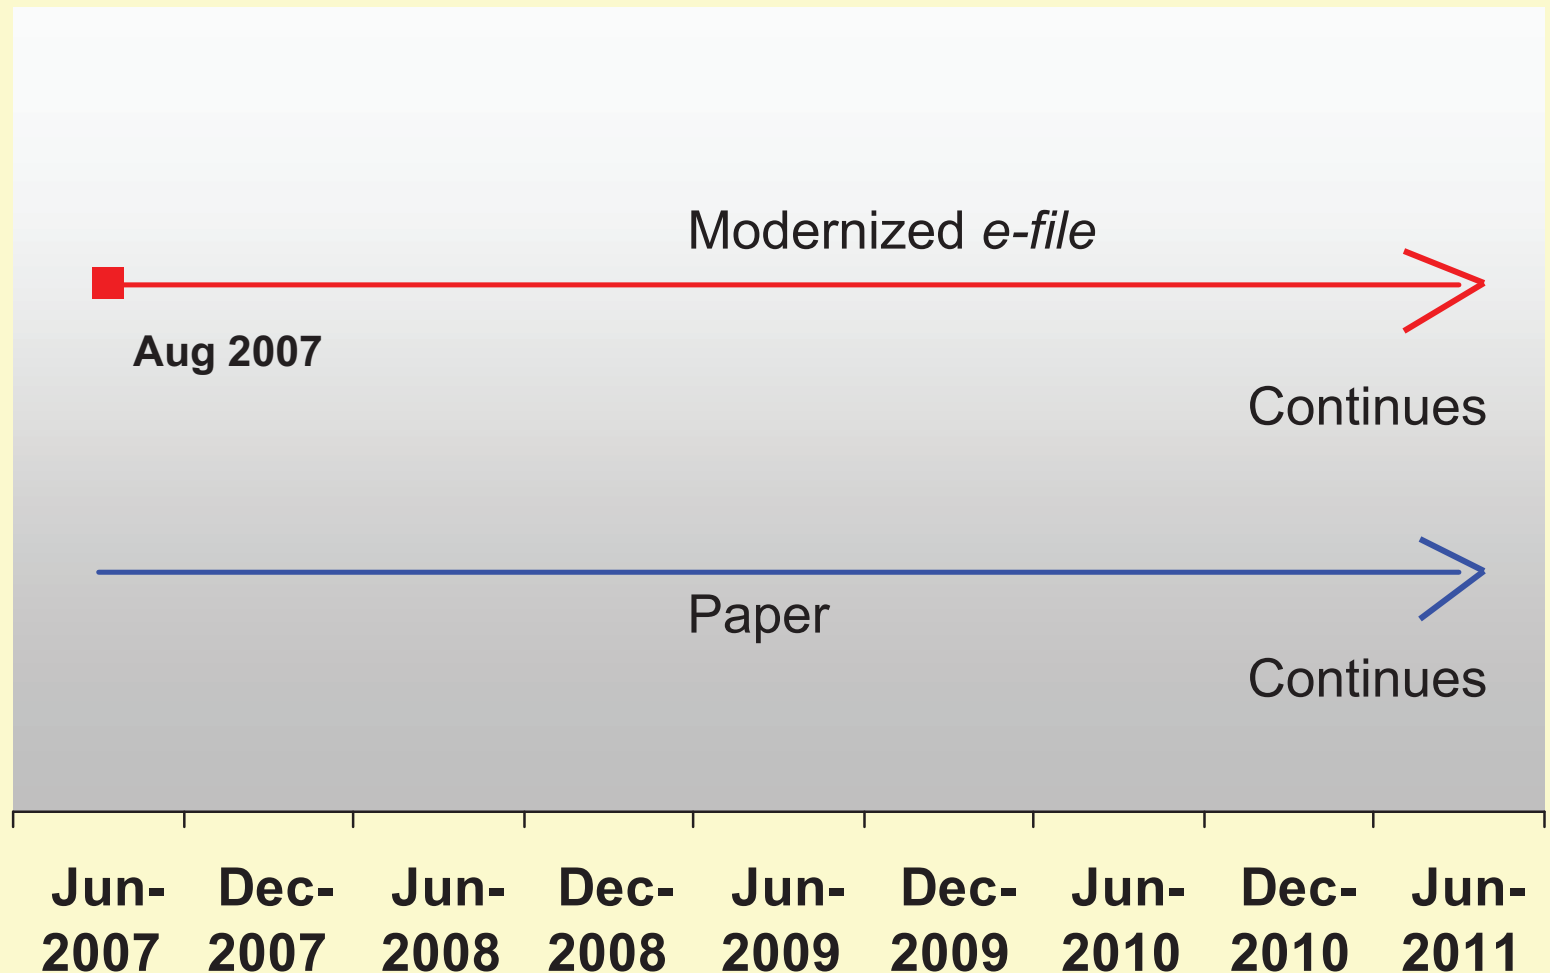 Modernized e-file
Aug 2007
Continues
Paper
Continues
Jun- Dec- Jun- Dec- Jun- Dec- Jun- Dec- Jun-
2007 2007 2008 2008 2009 2009 2010 2010 2011